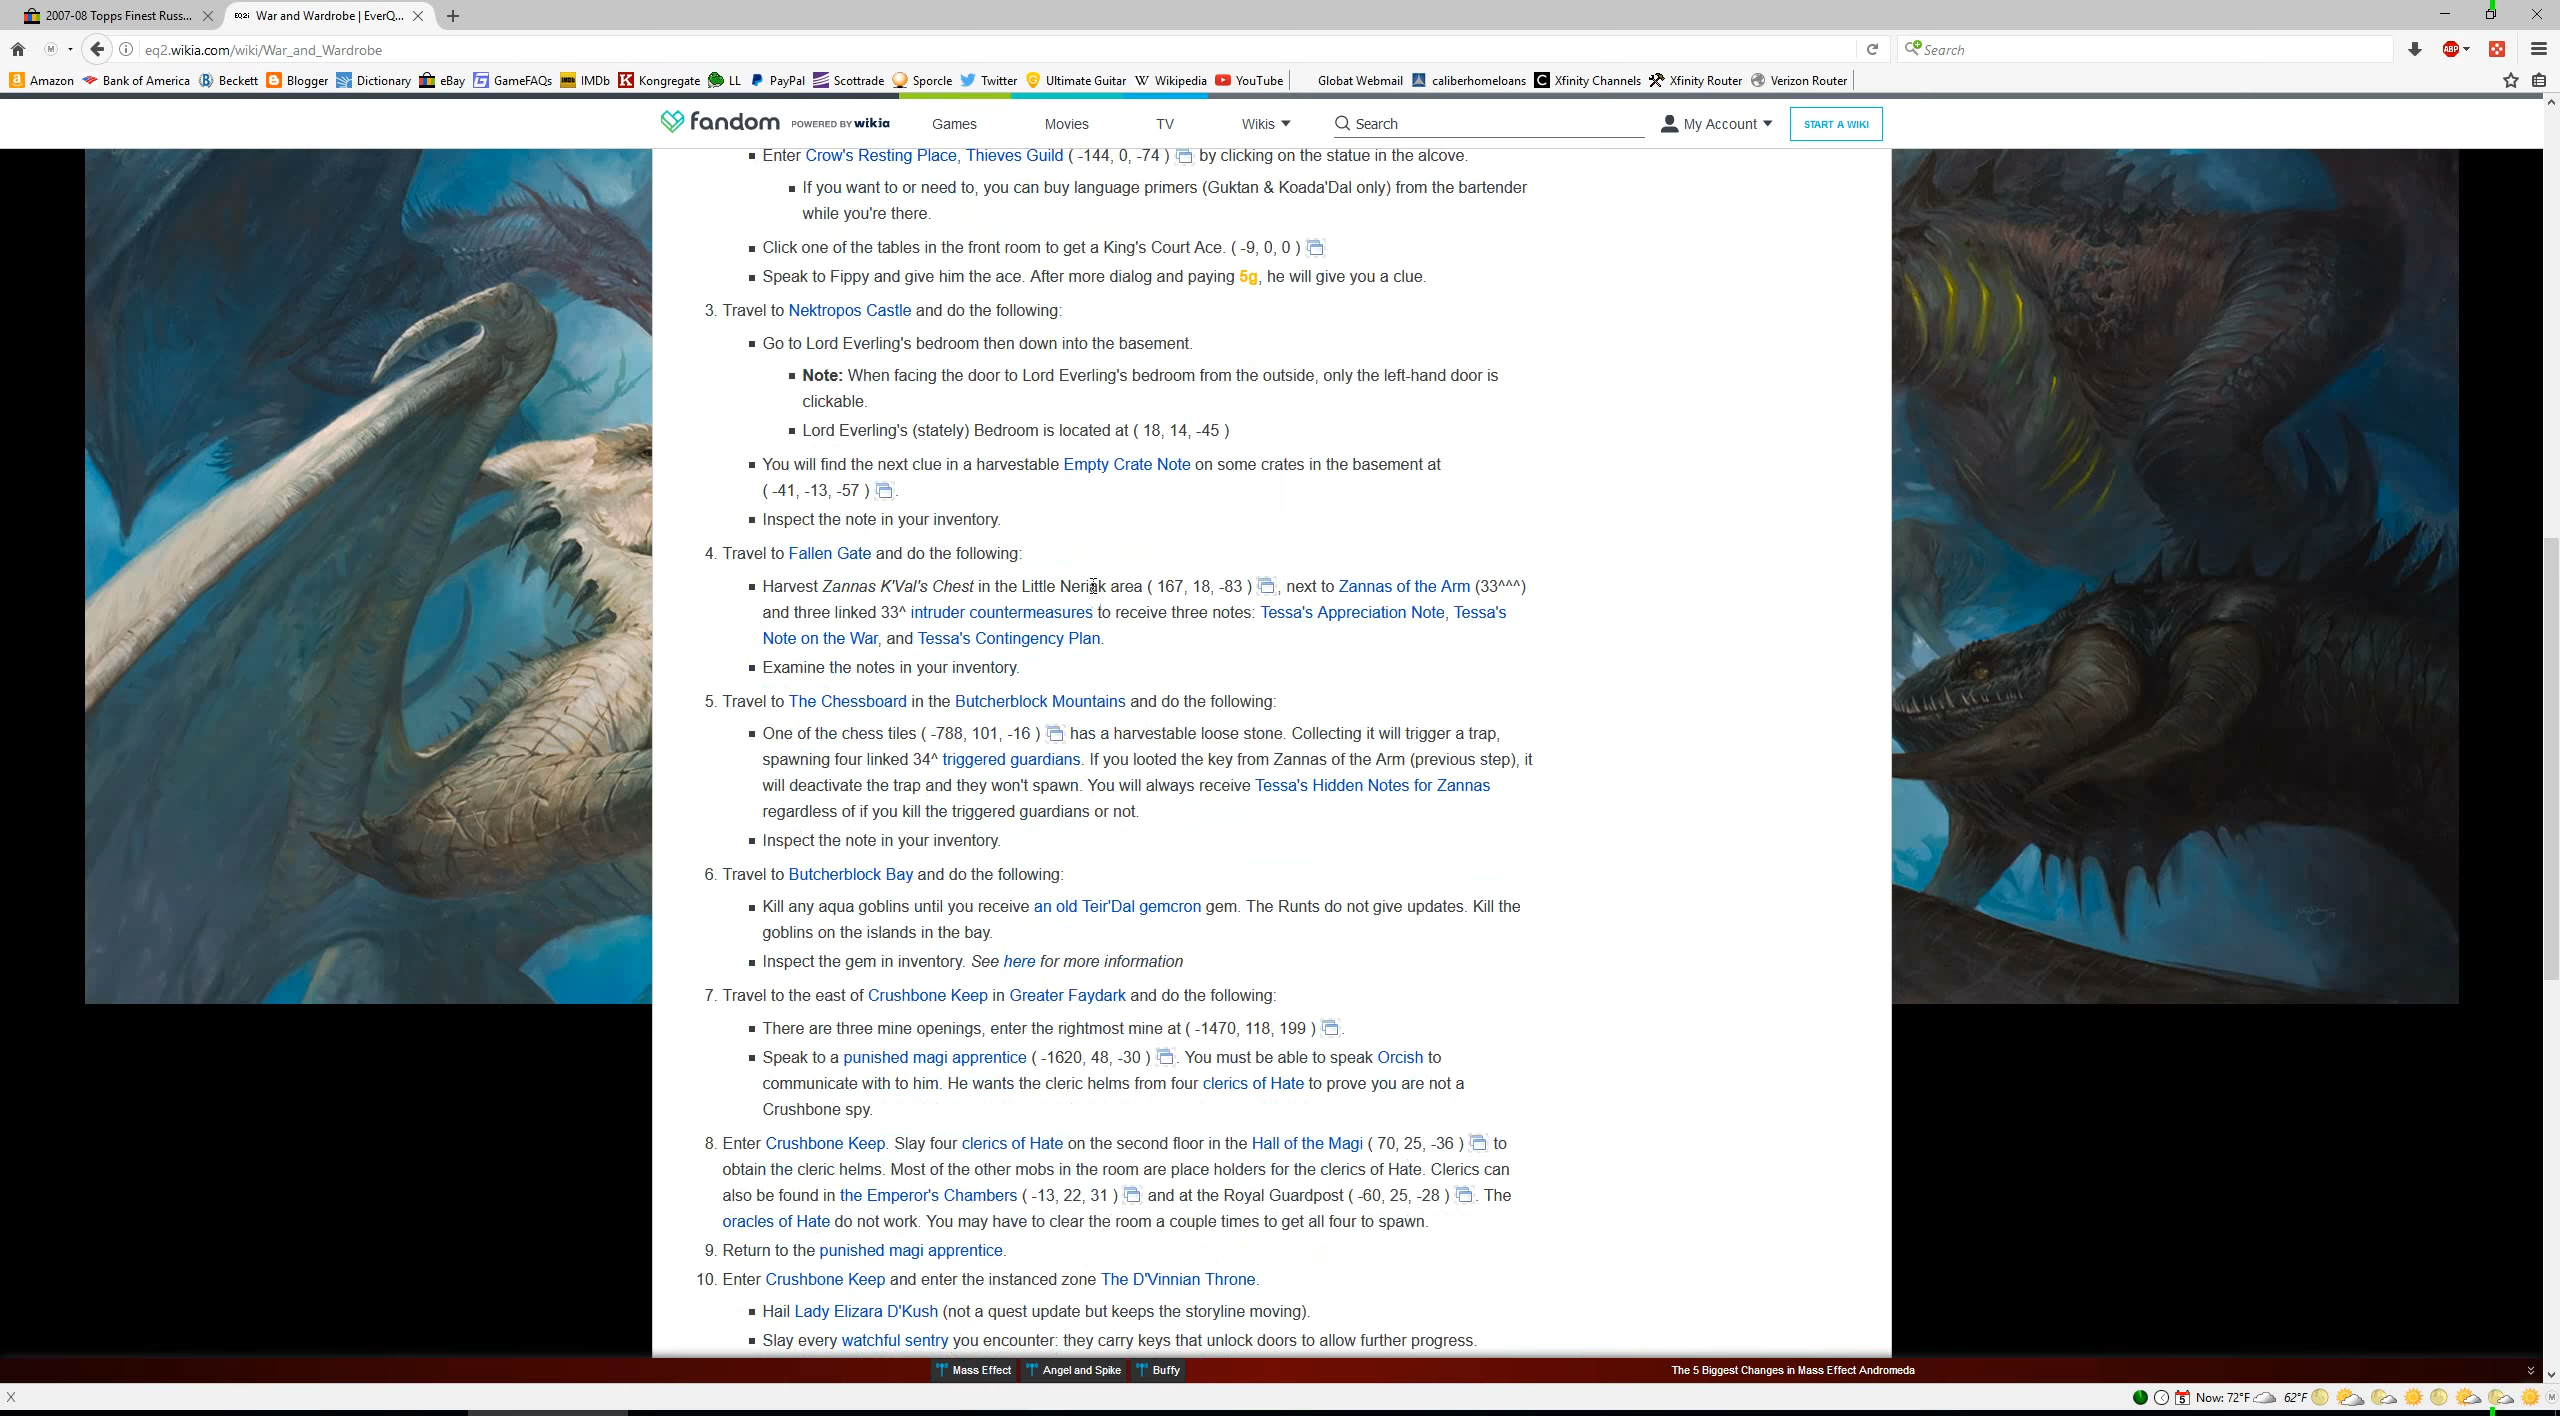 2007-08 Topps Finest Russ...
EQ2i War and Wardrobe | EverQ...
eq2.wikia.com/wiki/War_and_Wardrobe
Search
ABP
Amazon Bank of America Beckett Blogger Dictionary eBay GameFAQs IMDb Kongregate LL PayPal Scottrade Sporcle Twitter Ultimate Guitar Wikipedia YouTube Globat Webmail caliberhomeloans Xfinity Channels Xfinity Router Verizon Router
fandom POWERED BY wikia Games Movies TV Wikis Search My Account START A WIKI
Enter Crow's Resting Place, Thieves Guild ( -144, 0, -74 ) by clicking on the statue in the alcove.
If you want to or need to, you can buy language primers (Guktan & Koada'Dal only) from the bartender
while you're there.
Click one of the tables in the front room to get a King's Court Ace. ( -9, 0, 0 )
Speak to Fippy and give him the ace. After more dialog and paying 5g, he will give you a clue.
3. Travel to Nektropos Castle and do the following:
Go to Lord Everling's bedroom then down into the basement.
Note: When facing the door to Lord Everling's bedroom from the outside, only the left-hand door is
clickable.
Lord Everling's (stately) Bedroom is located at ( 18, 14, -45 )
You will find the next clue in a harvestable Empty Crate Note on some crates in the basement at
( -41, -13, -57 ) .
Inspect the note in your inventory.
4. Travel to Fallen Gate and do the following:
Harvest Zannas K'Val's Chest in the Little Neriak area ( 167, 18, -83 ) , next to Zannas of the Arm (33^^^)
and three linked 33^ intruder countermeasures to receive three notes: Tessa's Appreciation Note, Tessa's
Note on the War, and Tessa's Contingency Plan.
Examine the notes in your inventory.
5. Travel to The Chessboard in the Butcherblock Mountains and do the following:
One of the chess tiles ( -788, 101, -16 ) has a harvestable loose stone. Collecting it will trigger a trap,
spawning four linked 34^ triggered guardians. If you looted the key from Zannas of the Arm (previous step), it
will deactivate the trap and they won't spawn. You will always receive Tessa's Hidden Notes for Zannas
regardless of if you kill the triggered guardians or not.
Inspect the note in your inventory.
6. Travel to Butcherblock Bay and do the following:
Kill any aqua goblins until you receive an old Teir'Dal gemcron gem. The Runts do not give updates. Kill the
goblins on the islands in the bay.
Inspect the gem in inventory. See here for more information
7. Travel to the east of Crushbone Keep in Greater Faydark and do the following:
There are three mine openings, enter the rightmost mine at ( -1470, 118, 199 ) .
Speak to a punished magi apprentice ( -1620, 48, -30 ) . You must be able to speak Orcish to
communicate with to him. He wants the cleric helms from four clerics of Hate to prove you are not a
Crushbone spy.
8. Enter Crushbone Keep. Slay four clerics of Hate on the second floor in the Hall of the Magi ( 70, 25, -36 ) to
obtain the cleric helms. Most of the other mobs in the room are place holders for the clerics of Hate. Clerics can
also be found in the Emperor's Chambers ( -13, 22, 31 ) and at the Royal Guardpost ( -60, 25, -28 ) . The
oracles of Hate do not work. You may have to clear the room a couple times to get all four to spawn.
9. Return to the punished magi apprentice.
10. Enter Crushbone Keep and enter the instanced zone The D'Vinnian Throne.
Hail Lady Elizara D'Kush (not a quest update but keeps the storyline moving).
Slay every watchful sentry you encounter: they carry keys that unlock doors to allow further progress.
Mass Effect Angel and Spike Buffy The 5 Biggest Changes in Mass Effect Andromeda
5 Now: 72°F 62°F